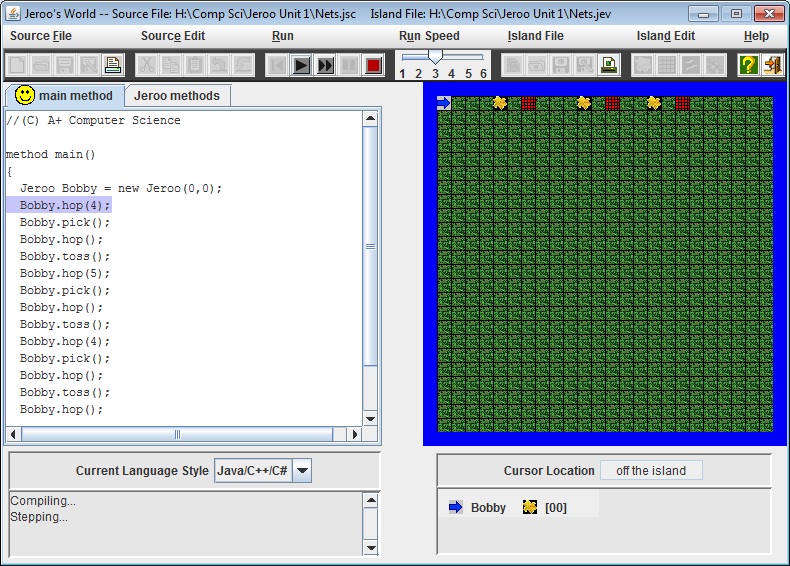 Jeroo's World -- Source File: H:\Comp Sci\Jeroo Unit 1\Nets.jsc     Island File: H:\Comp Sci\Jeroo Unit 1\Nets.jev
Source File Source Edit Run Run Speed Island File Island Edit Help
1 2 3 4 5 6
main method Jeroo methods
//(C) A+ Computer Science
method main()
{
  Jeroo Bobby = new Jeroo(0,0);
  Bobby.hop(4);
  Bobby.pick();
  Bobby.hop();
  Bobby.toss();
  Bobby.hop(5);
  Bobby.pick();
  Bobby.hop();
  Bobby.toss();
  Bobby.hop(4);
  Bobby.pick();
  Bobby.hop();
  Bobby.toss();
  Bobby.hop();
Current Language Style Java/C++/C#
Cursor Location off the island
Compiling...
Stepping...
Bobby [00]